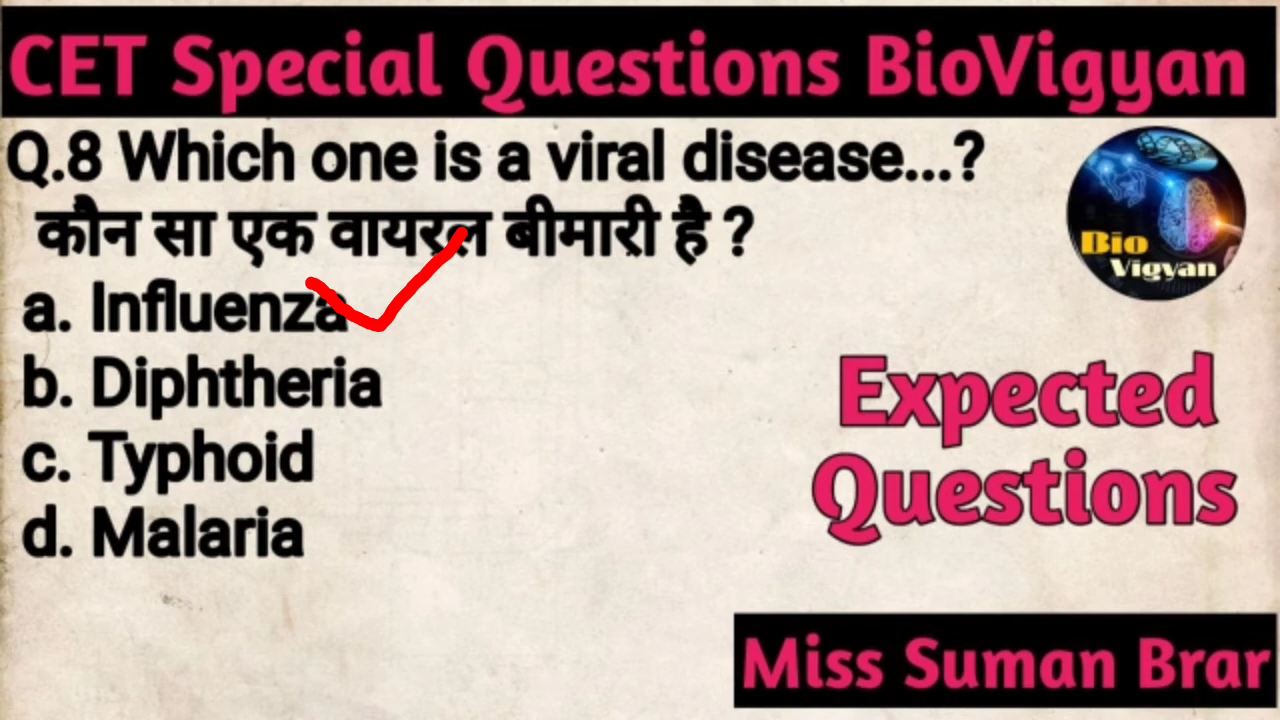 CET Special Questions BioVigyan
Q.8 Which one is a viral disease...?
कौन सा एक वायरल बीमारी है ?
a. Influenza
b. Diphtheria
c. Typhoid
d. Malaria
Bio
Vigyan
Expected
Questions
Miss Suman Brar